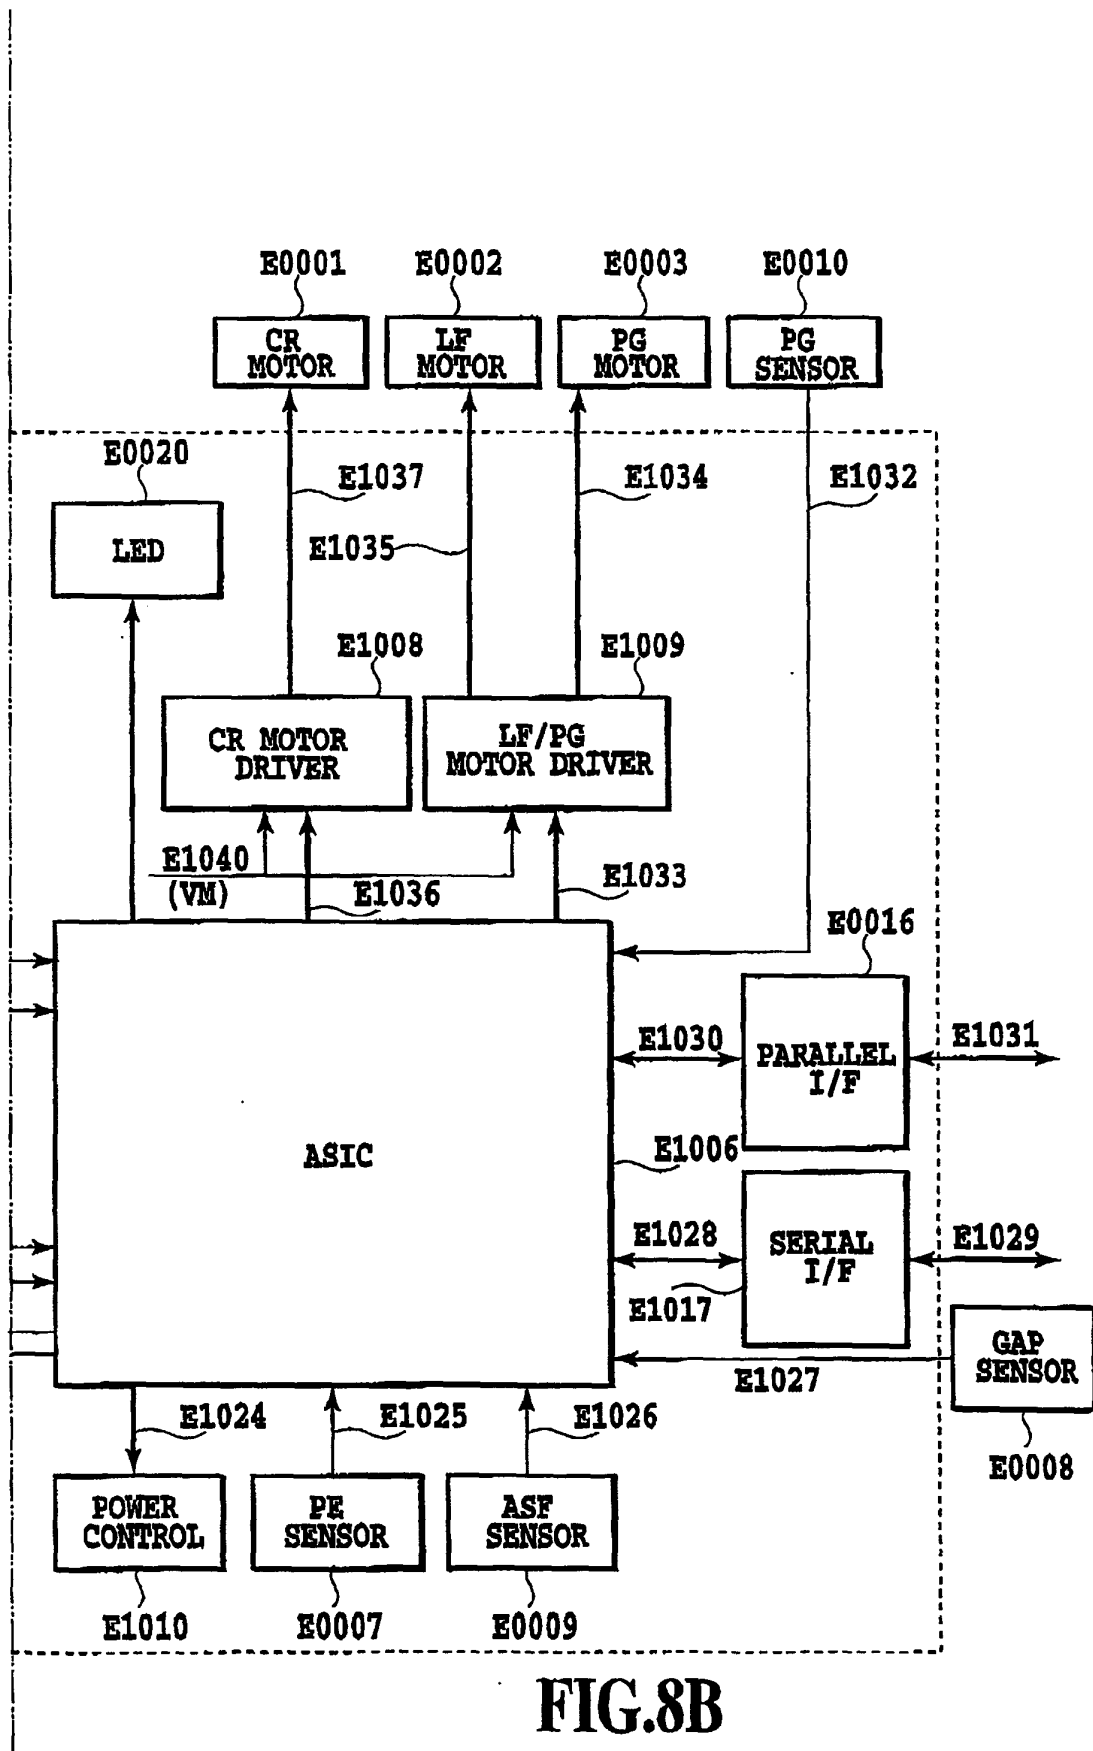 E0001
E0002
E0003
E0010
CR
MOTOR
LF
MOTOR
PG
MOTOR
PG
SENSOR
E0020
E1037
E1034
E1032
LED
E1035
E1008
E1009
CR MOTOR
DRIVER
LF/PG
MOTOR DRIVER
E1040
(VM)
E1036
E1033
E0016
E1030
PARALLEL
I/F
E1031
ASIC
E1006
E1028
SERIAL
I/F
E1029
E1017
GAP
SENSOR
E1027
E1024
E1025
E1026
E0008
POWER
CONTROL
PE
SENSOR
ASF
SENSOR
E1010
E0007
E0009
FIG.8B